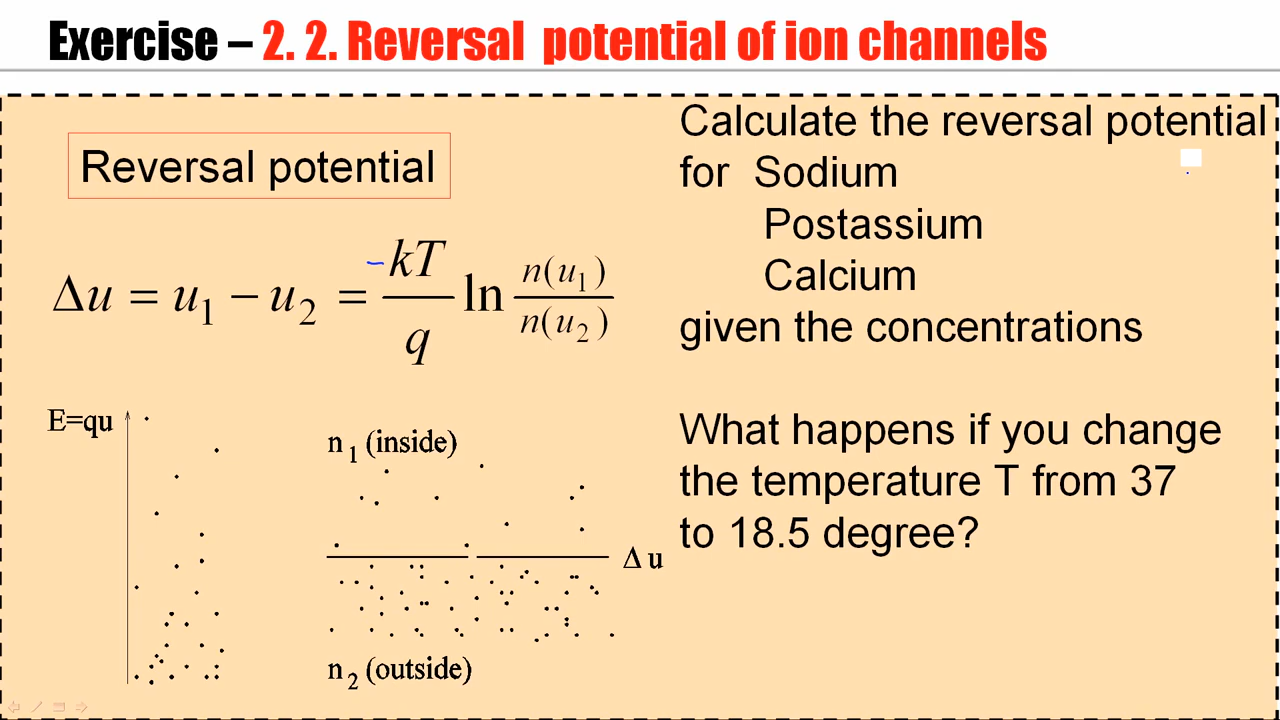 Exercise – 2. 2. Reversal potential of ion channels
Reversal potential
Δu = u₁ − u₂ = −kT/q ln n(u₁)/n(u₂)
E=qu
n₁ (inside)
Δ u
n₂ (outside)
Calculate the reversal potential
for Sodium
Postassium
Calcium
given the concentrations
What happens if you change
the temperature T from 37
to 18.5 degree?